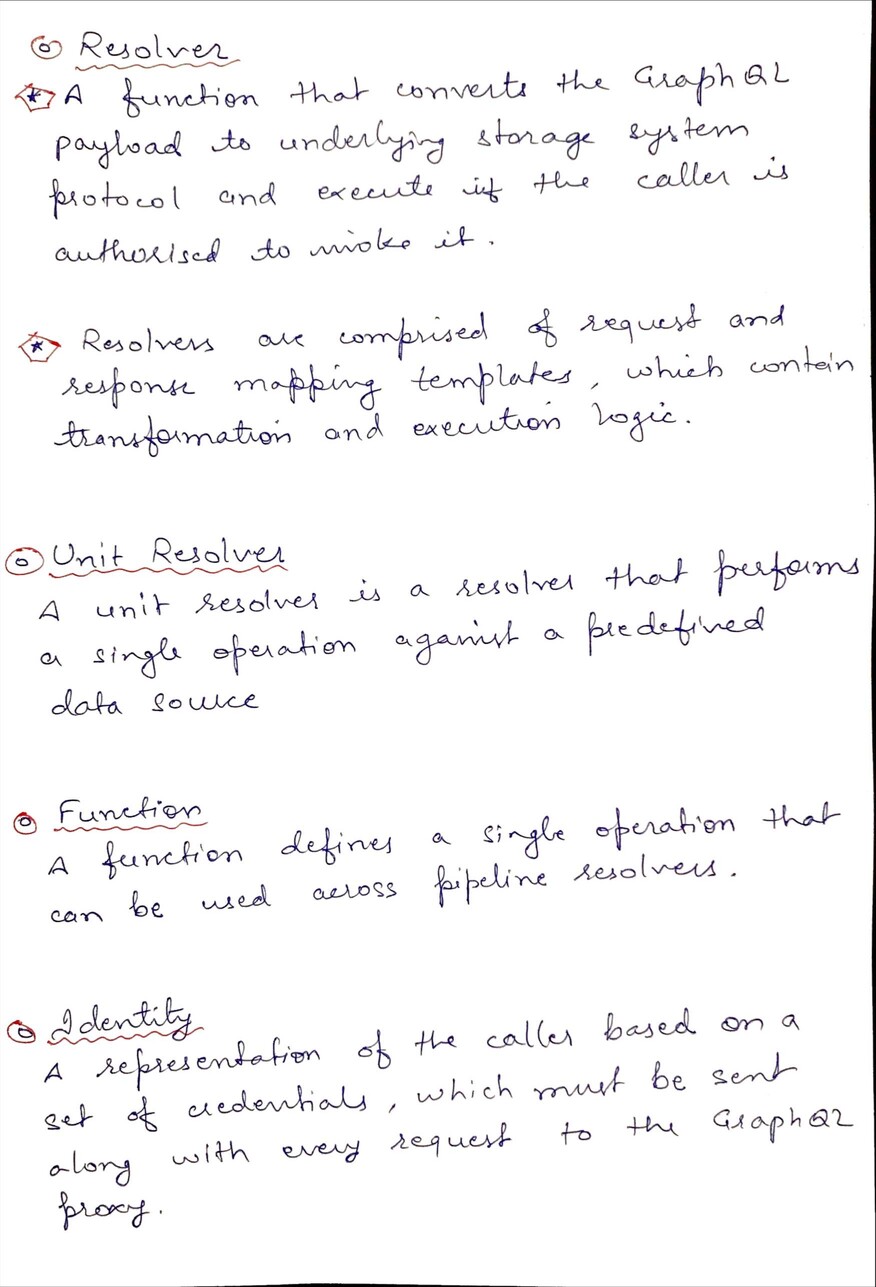 Resolver
A function that converts the GraphQL
payload to underlying storage system
protocol and execute if the caller is
authorised to invoke it.
Resolvers are comprised of request and
response mapping templates, which contain
transformation and execution logic.
Unit Resolver
A unit resolver is a resolver that performs
a single operation against a predefined
data source
Function
A function defines a single operation that
can be used across pipeline resolvers.
Identity
A representation of the caller based on a
set of credentials, which must be sent
along with every request to the GraphQL
proxy.